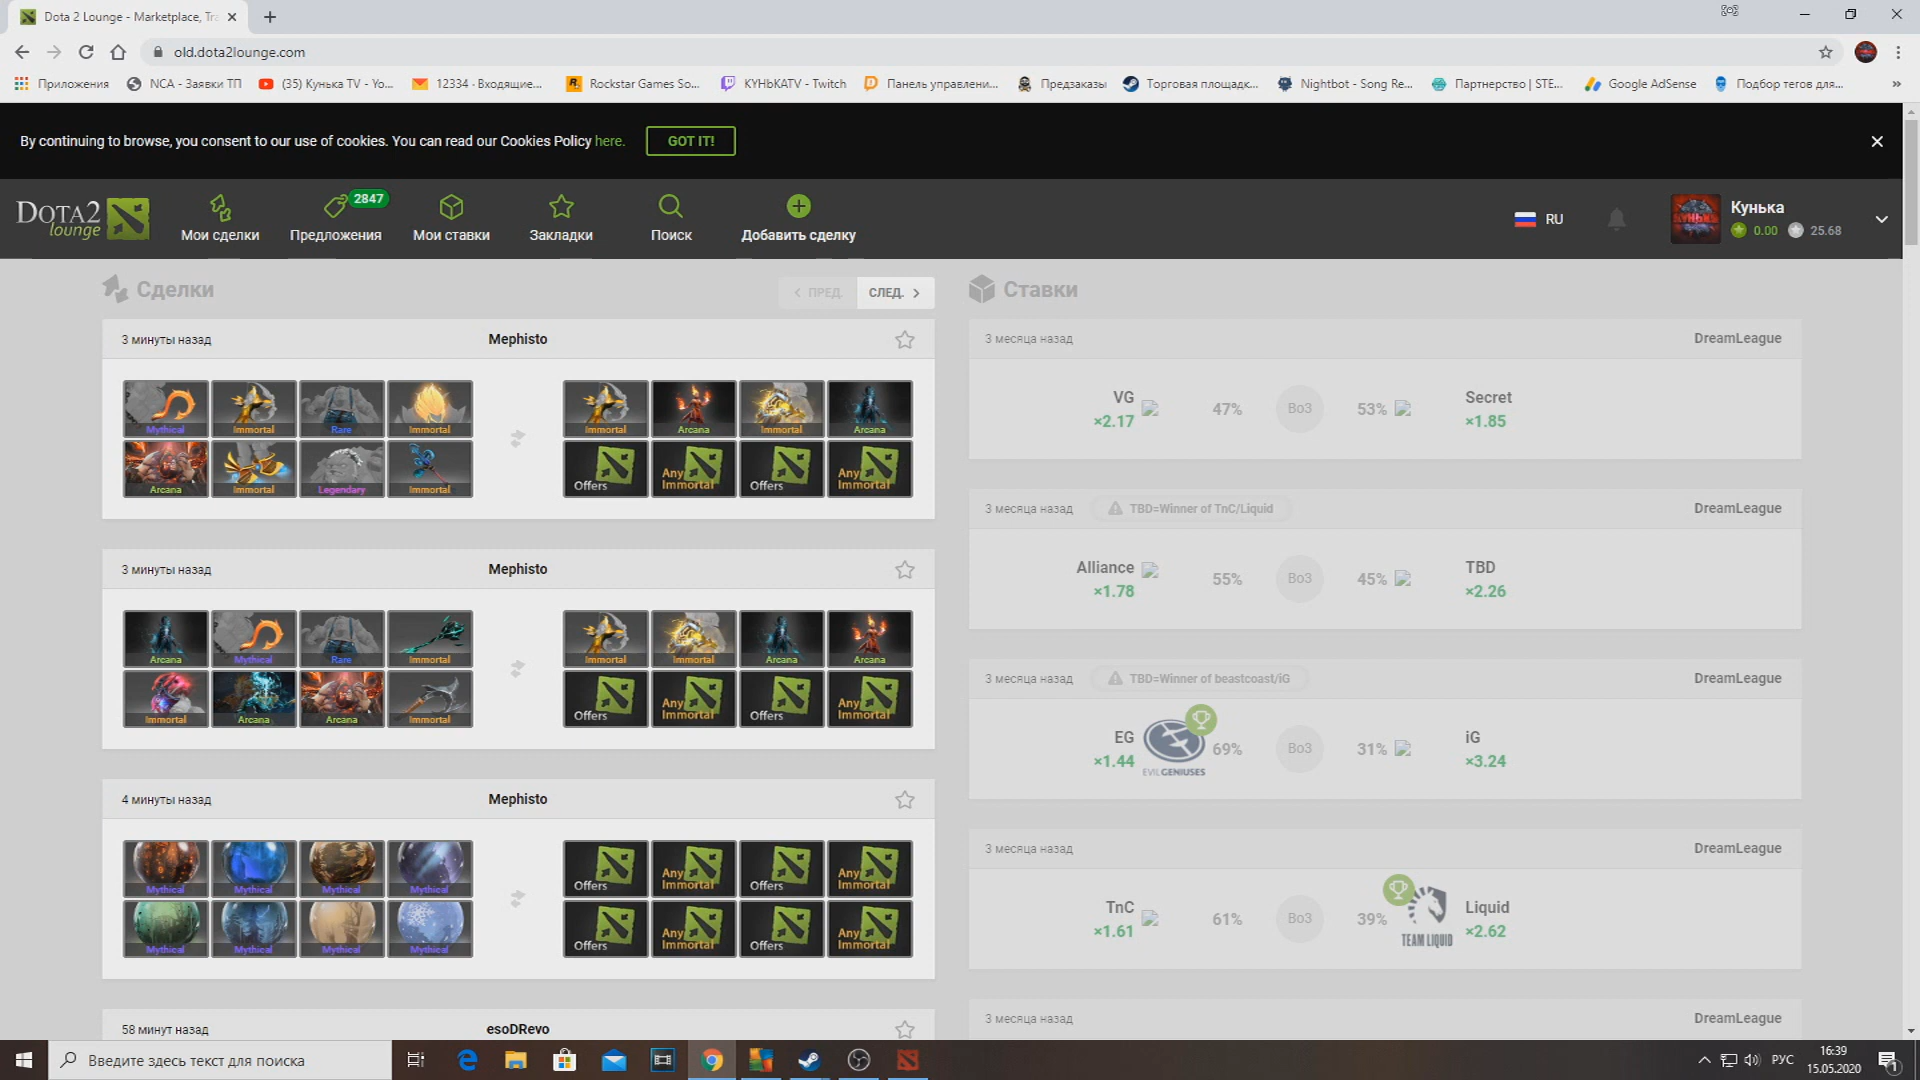 Dota 2 Lounge - Marketplace, Tra
old.dota2lounge.com
Приложения
NCA - Заявки ТП
(35) Кунька TV - Yo...
12334 - Входящие...
Rockstar Games So...
КУНЬКATV - Twitch
Панель управлени...
Предзаказы
Торговая площадк...
Nightbot - Song Re...
Партнерство | STE...
Google AdSense
Подбор тегов для...
»
By continuing to browse, you consent to our use of cookies. You can read our Cookies Policy here.
GOT IT!
DOTA2
lounge
Мои сделки
2847
Предложения
Мои ставки
Закладки
Поиск
Добавить сделку
RU
Кунька
0.00
25.68
Сделки
ПРЕД.
СЛЕД.
3 минуты назад
Mephisto
Mythical
Immortal
Rare
Immortal
Immortal
Arcana
Immortal
Arcana
Arcana
Immortal
Legendary
Immortal
Offers
Any Immortal
Offers
Any Immortal
3 минуты назад
Mephisto
Arcana
Mythical
Rare
Immortal
Immortal
Immortal
Arcana
Arcana
Immortal
Arcana
Arcana
Immortal
Offers
Any Immortal
Offers
Any Immortal
4 минуты назад
Mephisto
Mythical
Mythical
Mythical
Mythical
Offers
Any Immortal
Offers
Any Immortal
Mythical
Mythical
Mythical
Mythical
Offers
Any Immortal
Offers
Any Immortal
58 минут назад
esoDRevo
Ставки
3 месяца назад
DreamLeague
VG
×2.17
47%
Bo3
53%
Secret
×1.85
3 месяца назад
TBD=Winner of TnC/Liquid
DreamLeague
Alliance
×1.78
55%
Bo3
45%
TBD
×2.26
3 месяца назад
TBD=Winner of beastcoast/iG
DreamLeague
EG
×1.44
EVIL GENIUSES
69%
Bo3
31%
iG
×3.24
3 месяца назад
DreamLeague
TnC
×1.61
61%
Bo3
39%
TEAM LIQUID
Liquid
×2.62
3 месяца назад
DreamLeague
Введите здесь текст для поиска
РУС
16:39
15.05.2020
1